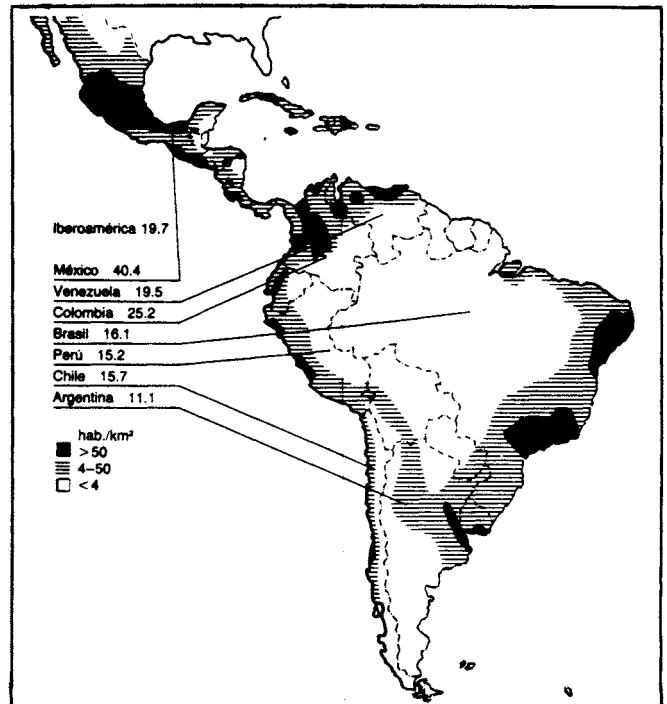 Iberoamérica 19.7
México 40.4
Venezuela 19.5
Colombia 25.2
Brasil 16.1
Perú 15.2
Chile 15.7
Argentina 11.1
hab./km²
> 50
4–50
< 4